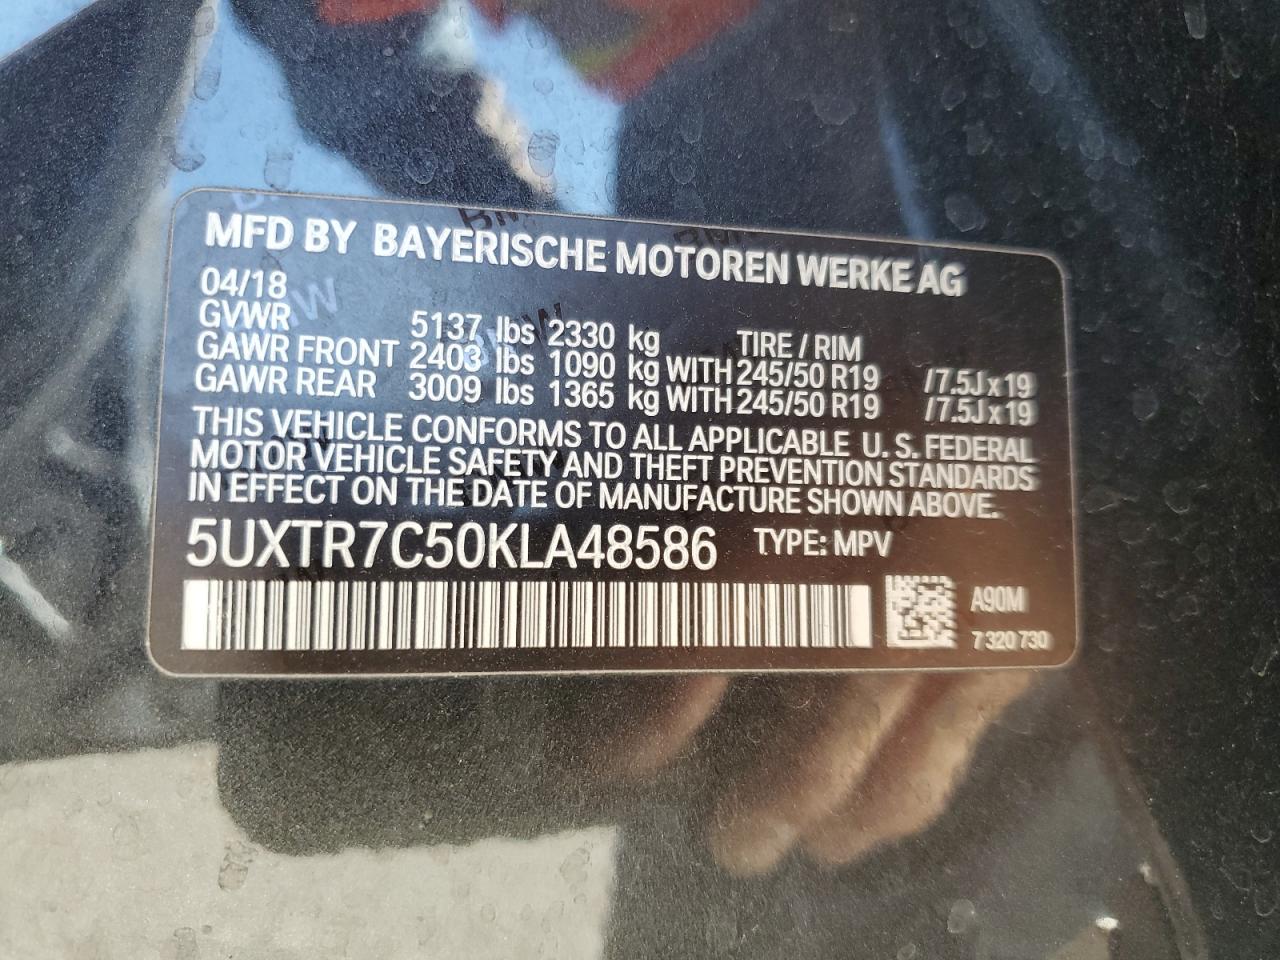 MFD BY BAYERISCHE MOTOREN WERKE AG
04/18
GVWR 5137 lbs 2330 kg TIRE / RIM
GAWR FRONT 2403 lbs 1090 kg WITH 245/50 R19 /7.5J x 19
GAWR REAR 3009 lbs 1365 kg WITH 245/50 R19 /7.5J x 19
THIS VEHICLE CONFORMS TO ALL APPLICABLE U. S. FEDERAL
MOTOR VEHICLE SAFETY AND THEFT PREVENTION STANDARDS
IN EFFECT ON THE DATE OF MANUFACTURE SHOWN ABOVE.
5UXTR7C50KLA48586 TYPE: MPV
A90M
7 320 730